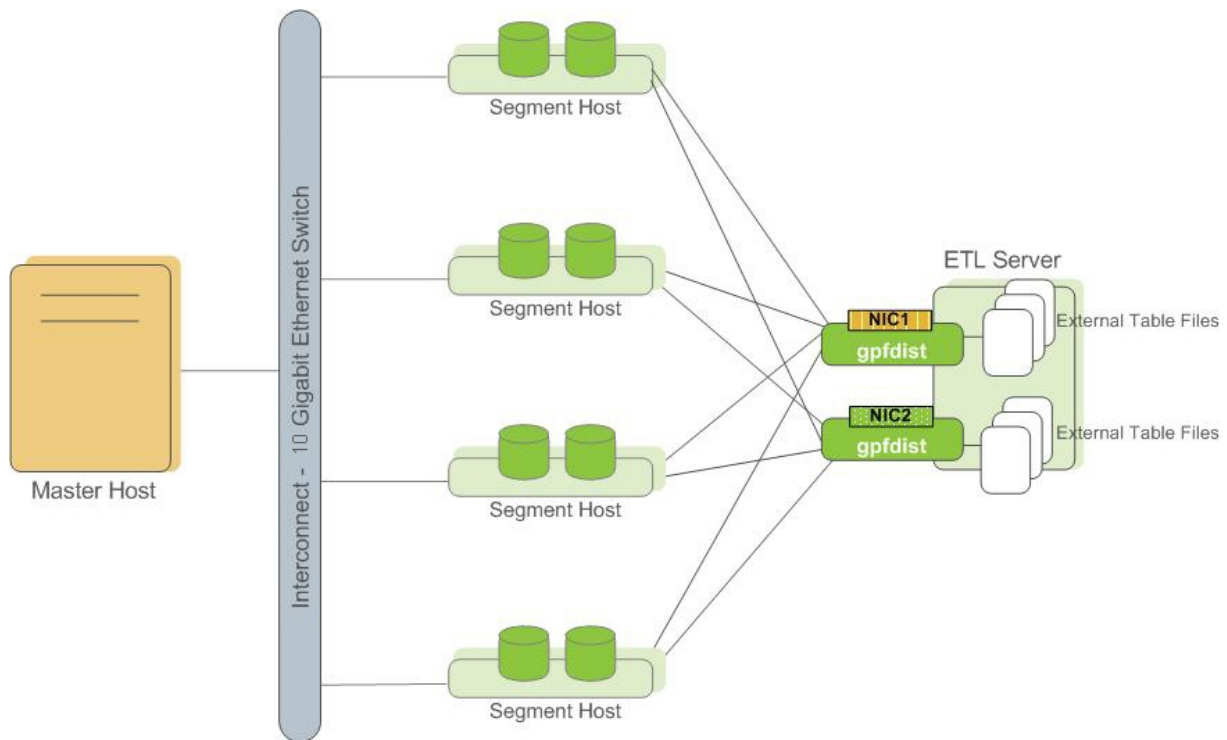 Segment Host
Interconnect - 10 Gigabit Ethernet Switch
Segment Host
ETL Server
NIC1
External Table Files
gpfdist
NIC2
External Table Files
gpfdist
Master Host
Segment Host
Segment Host